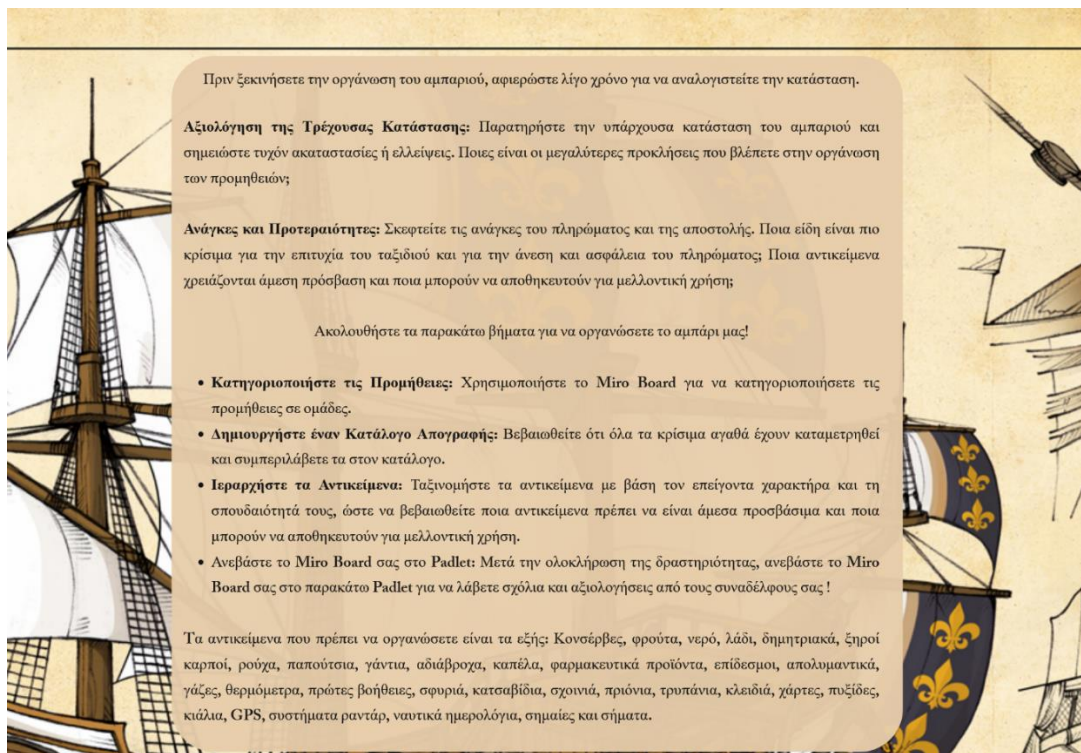 Πριν ξεκινήσετε την οργάνωση του αμπαριού, αφιερώστε λίγο χρόνο για να αναλογιστείτε την κατάσταση.
Αξιολόγηση της Τρέχουσας Κατάστασης: Παρατηρήστε την υπάρχουσα κατάσταση του αμπαριού και
σημειώστε τυχόν ακαταστασίες ή ελλείψεις. Ποιες είναι οι μεγαλύτερες προκλήσεις που βλέπετε στην οργάνωση
των προμηθειών;
Ανάγκες και Προτεραιότητες: Σκεφτείτε τις ανάγκες του πληρώματος και της αποστολής. Ποια είδη είναι πιο
κρίσιμα για την επιτυχία του ταξιδιού και για την άνεση και ασφάλεια του πληρώματος; Ποια αντικείμενα
χρειάζονται άμεση πρόσβαση και ποια μπορούν να αποθηκευτούν για μελλοντική χρήση;
Ακολουθήστε τα παρακάτω βήματα για να οργανώσετε το αμπάρι μας!
• Κατηγοριοποιήστε τις Προμήθειες: Χρησιμοποιήστε το Miro Board για να κατηγοριοποιήσετε τις
προμήθειες σε ομάδες.
• Δημιουργήστε έναν Κατάλογο Απογραφής: Βεβαιωθείτε ότι όλα τα κρίσιμα αγαθά έχουν καταμετρηθεί
και συμπεριλάβετε τα στον κατάλογο.
• Ιεραρχήστε τα Αντικείμενα: Ταξινομήστε τα αντικείμενα με βάση τον επείγοντα χαρακτήρα και τη
σπουδαιότητά τους, ώστε να βεβαιωθείτε ποια αντικείμενα πρέπει να είναι άμεσα προσβάσιμα και ποια
μπορούν να αποθηκευτούν για μελλοντική χρήση.
• Ανεβάστε το Miro Board σας στο Padlet: Μετά την ολοκλήρωση της δραστηριότητας, ανεβάστε το Miro
Board σας στο παρακάτω Padlet για να λάβετε σχόλια και αξιολογήσεις από τους συναδέλφους σας !
Τα αντικείμενα που πρέπει να οργανώσετε είναι τα εξής: Κονσέρβες, φρούτα, νερό, λάδι, δημητριακά, ξηροί
καρποί, ρούχα, παπούτσια, γάντια, αδιάβροχα, καπέλα, φαρμακευτικά προϊόντα, επίδεσμοι, απολυμαντικά,
γάζες, θερμόμετρα, πρώτες βοήθειες, σφυριά, κατσαβίδια, σχοινιά, πριόνια, τρυπάνια, κλειδιά, χάρτες, πυξίδες,
κιάλια, GPS, συστήματα ραντάρ, ναυτικά ημερολόγια, σημαίες και σήματα.